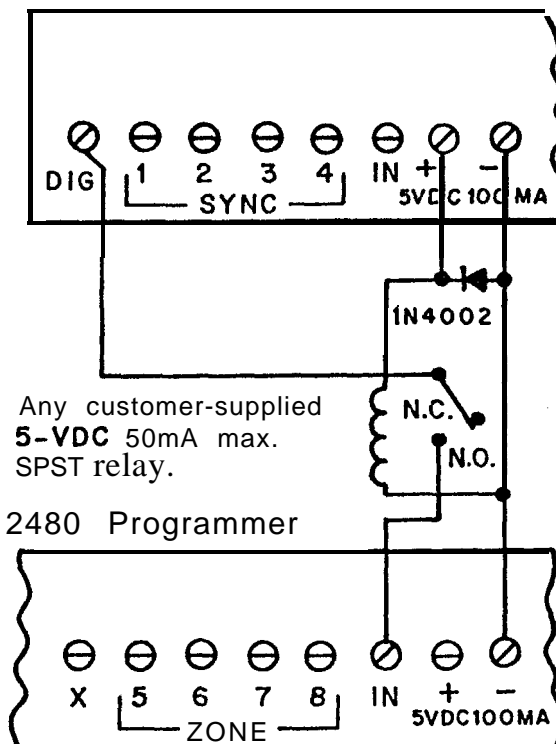 DIG 1 2 3 4 IN + -
SYNC
5VDC 100 MA
1N4002
Any customer-supplied
5-VDC 50mA max.
SPST relay.
N.C.
N.O.
2480 Programmer
X 5 6 7 8 IN + -
ZONE
5VDC100MA